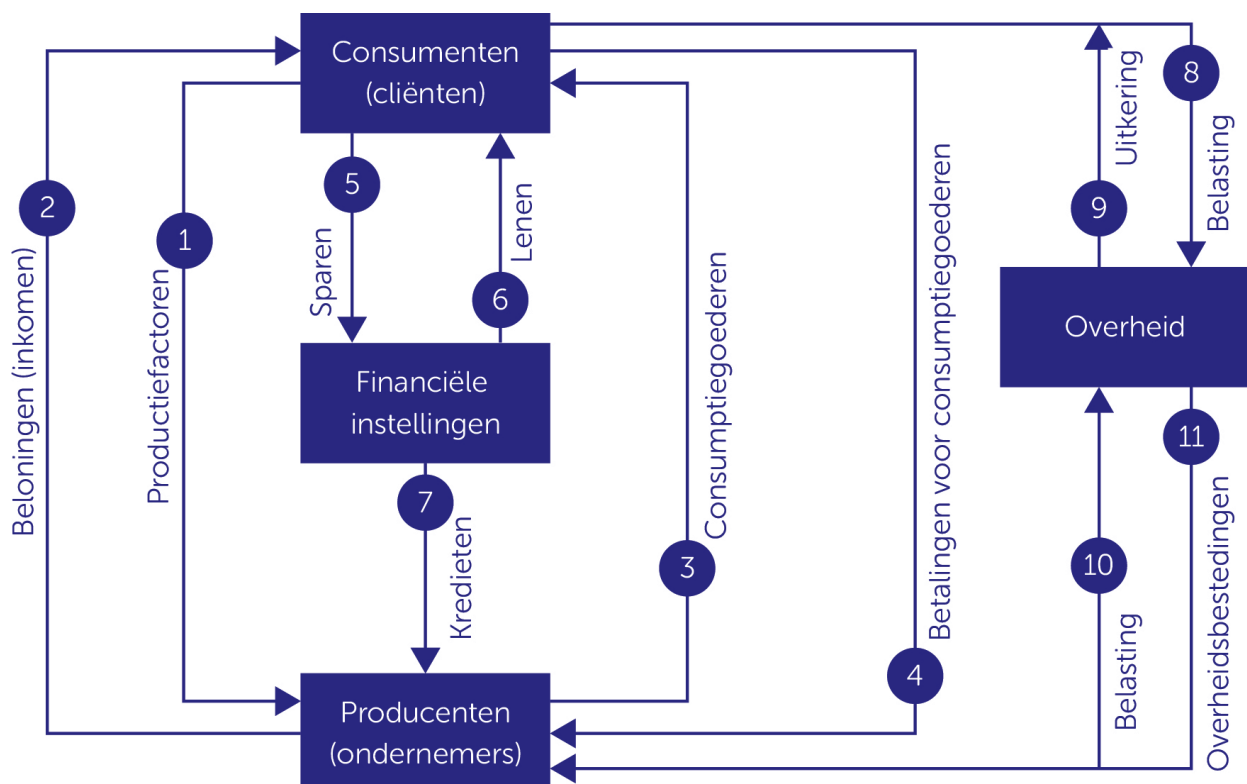 Consumenten
(cliënten)
8
Uitkering
5
2
1
9
Belasting
Lenen
Sparen
6
Beloningen (inkomen)
Productiefactoren
Overheid
Betalingen voor consumptiegoederen
Financiële
instellingen
Consumptiegoederen
11
7
Kredieten
3
10
Overheidsbestedingen
4
Belasting
Producenten
(ondernemers)